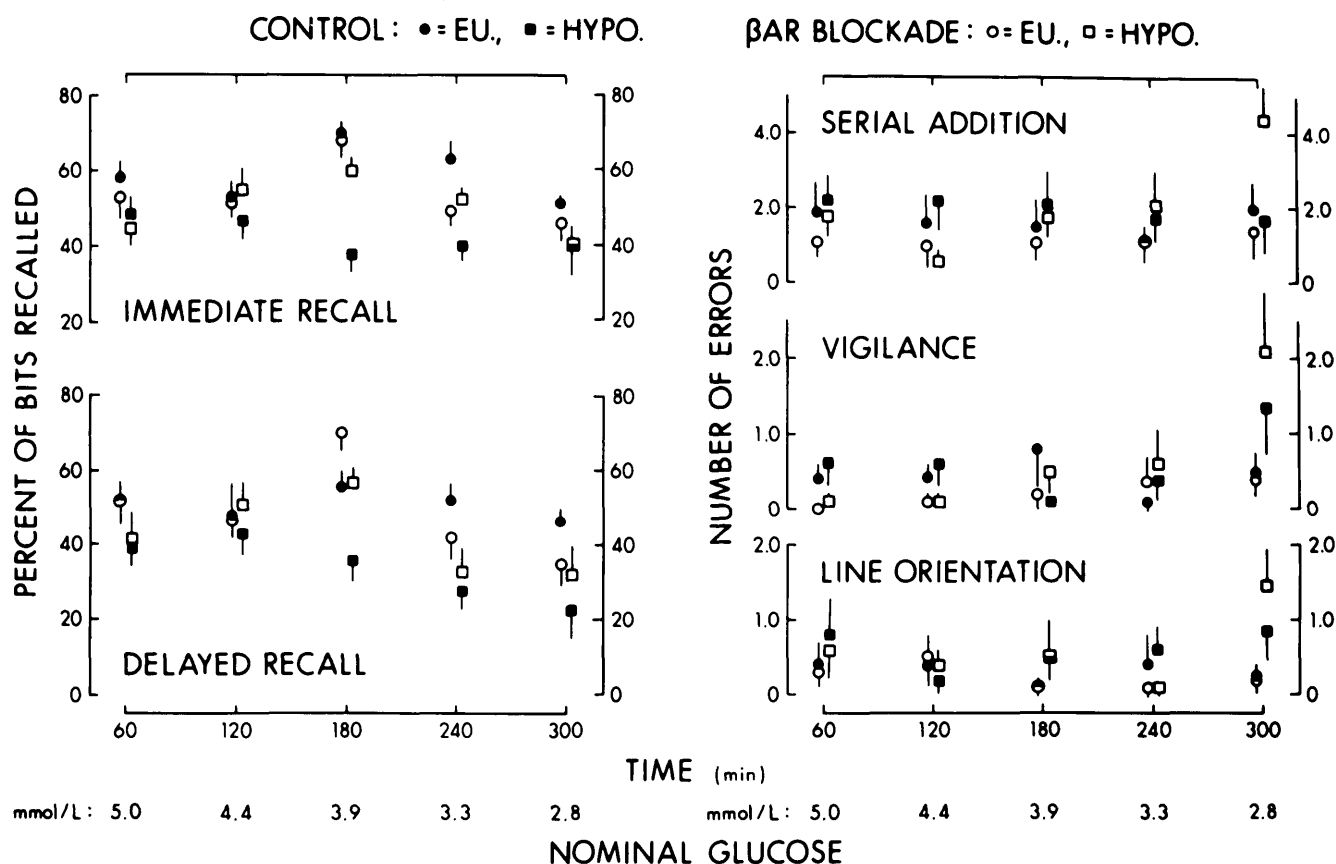 CONTROL: ●= EU., ■ = HYPO.
βAR BLOCKADE: ○= EU., □ = HYPO.
PERCENT OF BITS RECALLED
80 80
60 60
40 40
20 20
IMMEDIATE RECALL
80 80
60 60
40 40
20 20
0 0
DELAYED RECALL
60 120 180 240 300
NUMBER OF ERRORS
SERIAL ADDITION
4.0 4.0
2.0 2.0
0 0
VIGILANCE
2.0 2.0
1.0 1.0
0 0
LINE ORIENTATION
2.0 2.0
1.0 1.0
0 0
60 120 180 240 300
TIME (min)
mmol/L: 5.0 4.4 3.9 3.3 2.8
mmol/L: 5.0 4.4 3.9 3.3 2.8
NOMINAL GLUCOSE